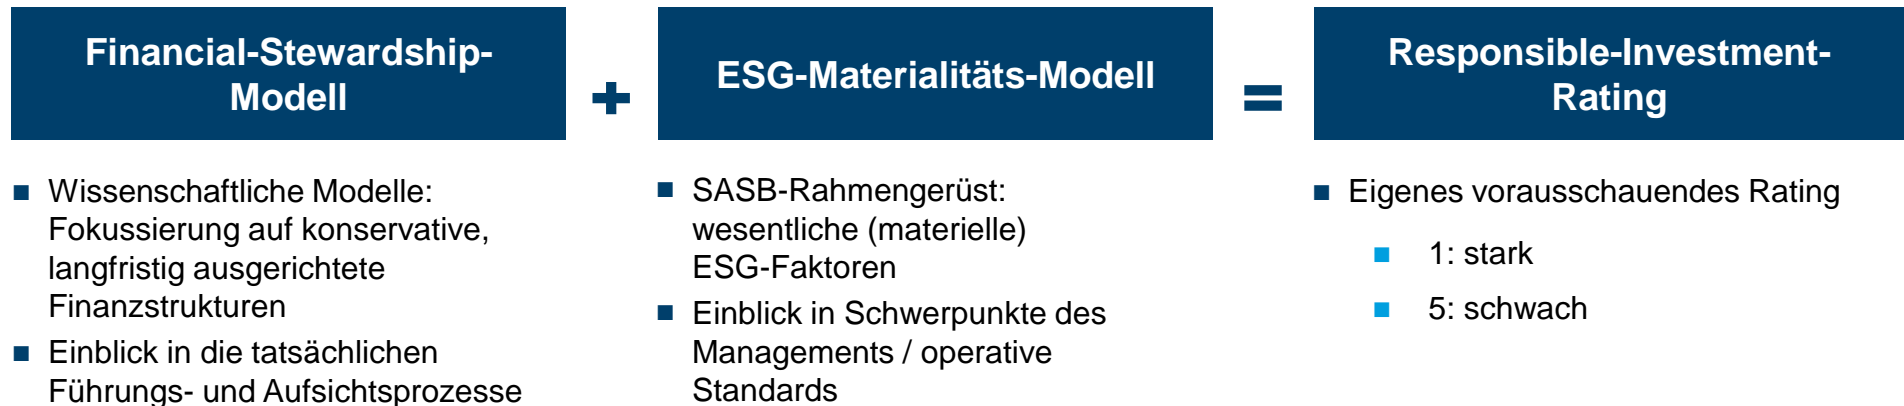 Financial-Stewardship-
Modell
+
ESG-Materialitäts-Modell
=
Responsible-Investment-
Rating
Wissenschaftliche Modelle:
Fokussierung auf konservative,
langfristig ausgerichtete
Finanzstrukturen
Einblick in die tatsächlichen
Führungs- und Aufsichtsprozesse
SASB-Rahmengerüst:
wesentliche (materielle)
ESG-Faktoren
Einblick in Schwerpunkte des
Managements / operative
Standards
Eigenes vorausschauendes Rating
1: stark
5: schwach